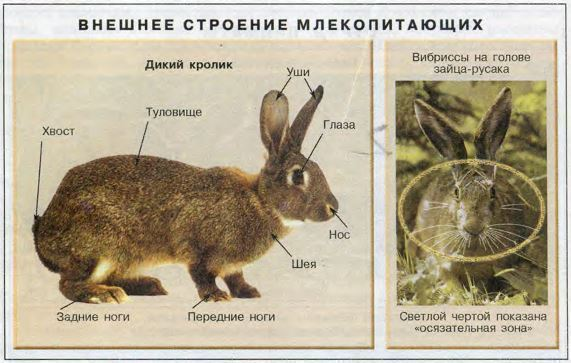 ВНЕШНЕЕ СТРОЕНИЕ МЛЕКОПИТАЮЩИХ
Дикий кролик
Уши
Туловище
Глаза
Хвост
Нос
Шея
Задние ноги
Передние ноги
Вибриссы на голове
зайца-русака
Светлой чертой показана
«осязательная зона»